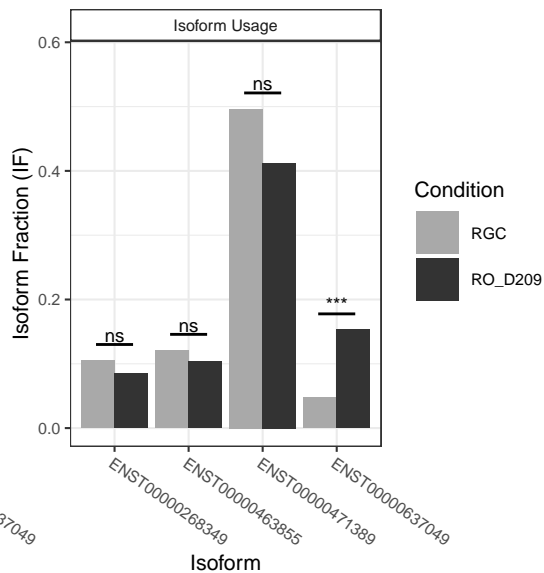 Isoform Usage
0.6
0.4
0.2
0.0
Isoform Fraction (IF)
ns
ns
ns
***
Condition
RGC
RO_D209
37049
ENST00000268349
ENST00000463855
ENST00000471389
ENST00000637049
Isoform